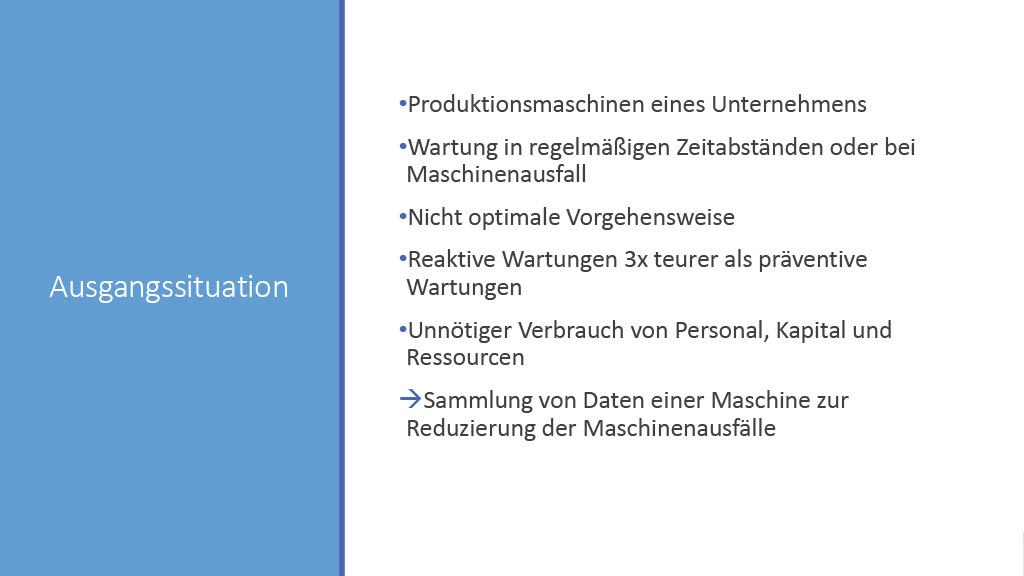 Ausgangssituation
•Produktionsmaschinen eines Unternehmens
•Wartung in regelmäßigen Zeitabständen oder bei
Maschinenausfall
•Nicht optimale Vorgehensweise
•Reaktive Wartungen 3x teurer als präventive
Wartungen
•Unnötiger Verbrauch von Personal, Kapital und
Ressourcen
→Sammlung von Daten einer Maschine zur
Reduzierung der Maschinenausfälle